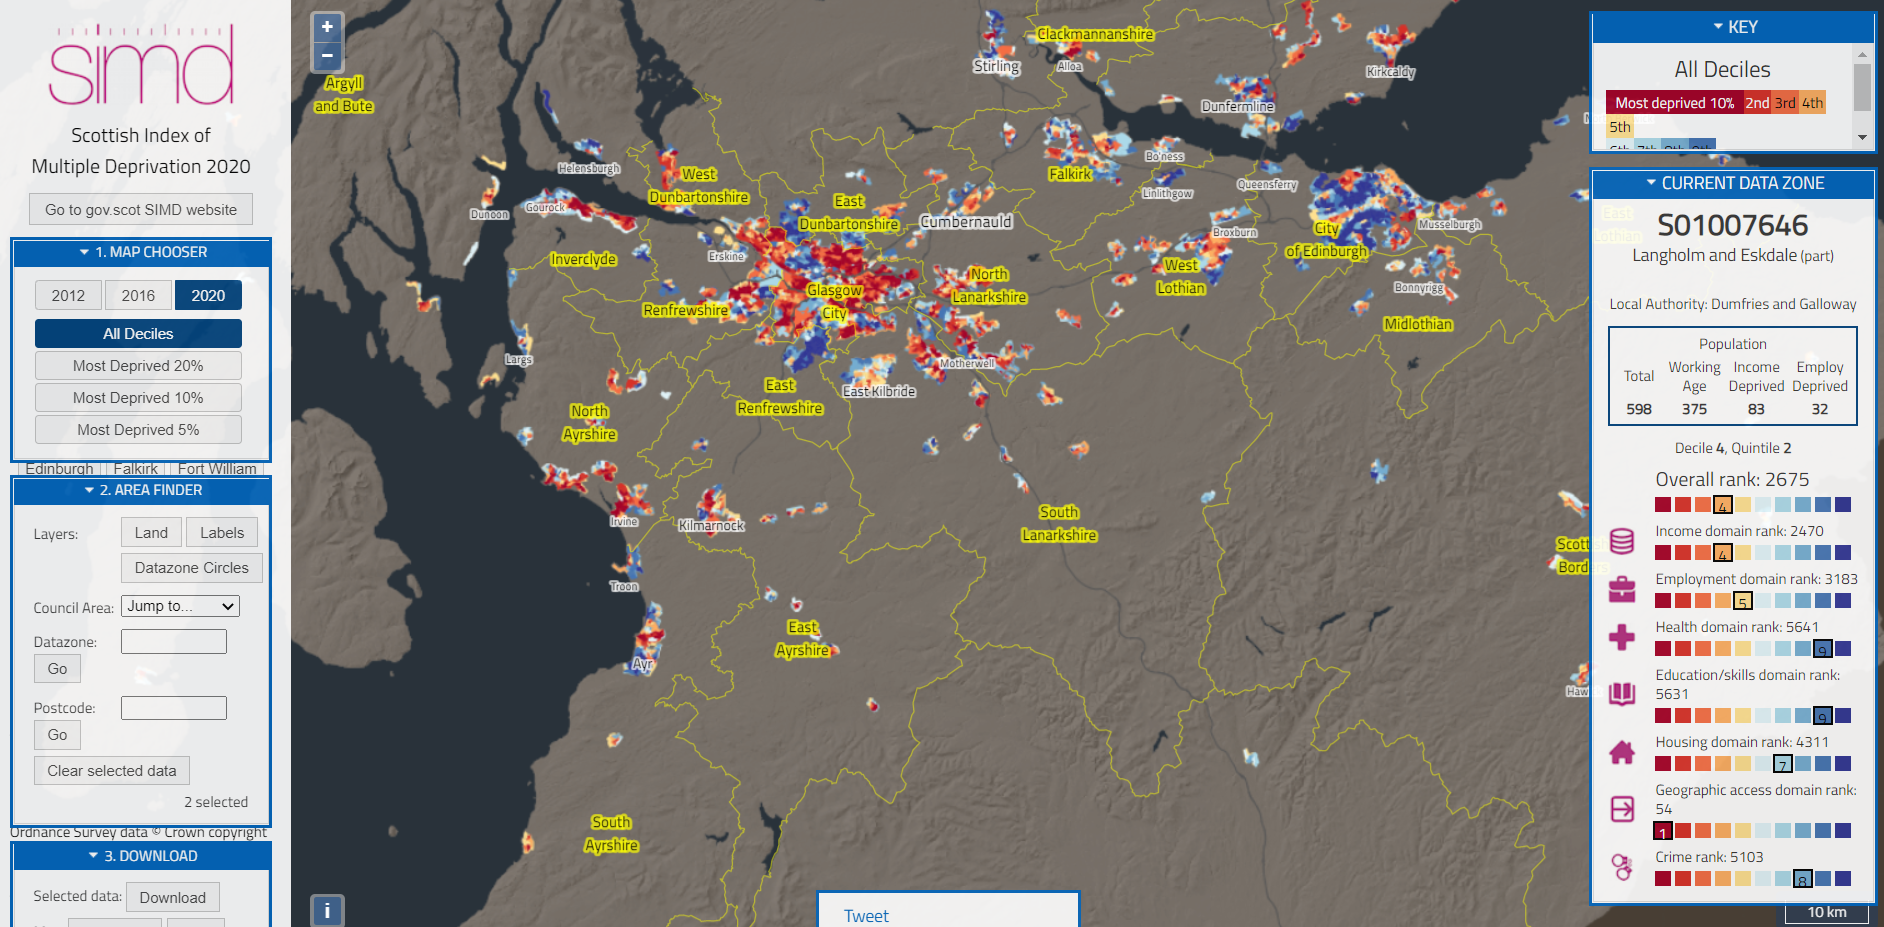 simd
Scottish Index of
Multiple Deprivation 2020
Go to gov.scot SIMD website
1. MAP CHOOSER
2012 2016 2020
All Deciles
Most Deprived 20%
Most Deprived 10%
Most Deprived 5%
Edinburgh Falkirk Fort William
2. AREA FINDER
Layers: Land Labels
Datazone Circles
Council Area: Jump to...
Datazone:
Go
Postcode:
Go
Clear selected data
2 selected
Ordnance Survey data © Crown copyright
3. DOWNLOAD
Selected data: Download
+
−
i
Argyll
and Bute
Stirling
Clackmannanshire
Alloa
Kirkcaldy
Dunfermline
Helensburgh
West
Dunbartonshire
Dunoon
Gourock
East
Dunbartonshire
Cumbernauld
Falkirk
Bo'ness
Linlithgow
Queensferry
Broxburn
City
of Edinburgh
Musselburgh
East
Lothian
Inverclyde
Erskine
Renfrewshire
Glasgow
City
North
Lanarkshire
West
Lothian
Bonnyrigg
Midlothian
Largs
East
Renfrewshire
East Kilbride
Motherwell
North
Ayrshire
Irvine
Kilmarnock
South
Lanarkshire
Troon
East
Ayrshire
Ayr
South
Ayrshire
Tweet
10 km
KEY
All Deciles
Most deprived 10% 2nd 3rd 4th
5th
6th 7th 8th 9th
CURRENT DATA ZONE
S01007646
Langholm and Eskdale (part)
Local Authority: Dumfries and Galloway
Population
Total Working Age Income Deprived Employ Deprived
598 375 83 32
Decile 4, Quintile 2
Overall rank: 2675
4
Income domain rank: 2470
4
Employment domain rank: 3183
5
Health domain rank: 5641
9
Education/skills domain rank:
5631
9
Housing domain rank: 4311
7
Geographic access domain rank:
54
1
Crime rank: 5103
8